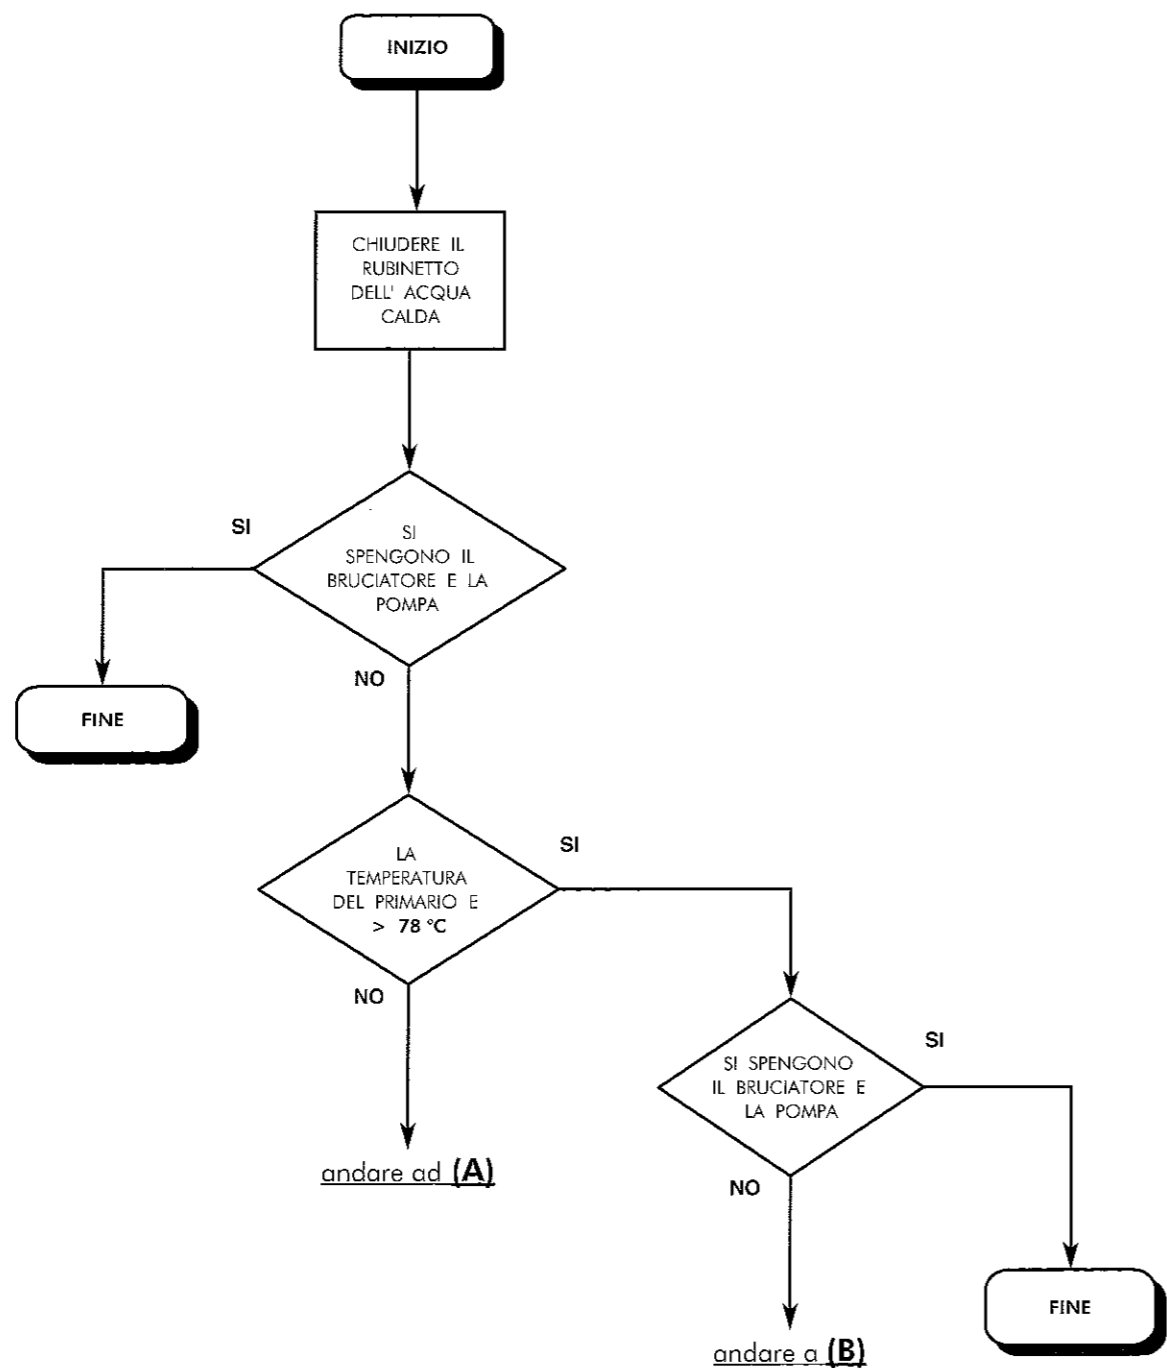 INIZIO
CHIUDERE IL
RUBINETTO
DELL' ACQUA
CALDA
SI
SI
SPENGONO IL
BRUCIATORE E LA
POMPA
NO
FINE
SI
LA
TEMPERATURA
DEL PRIMARIO E
> 78 °C
NO
SI
SI SPENGONO
IL BRUCIATORE E
LA POMPA
andare ad (A)
NO
FINE
andare a (B)